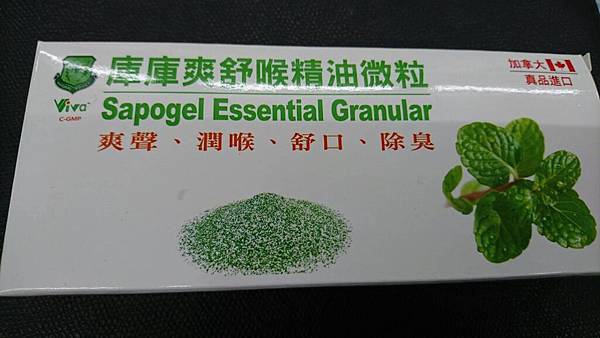 庫庫爽舒喉精油微粒
加拿大
真品進口
Viva
C-GMP
Sapogel Essential Granular
爽聲、潤喉、舒口、除臭